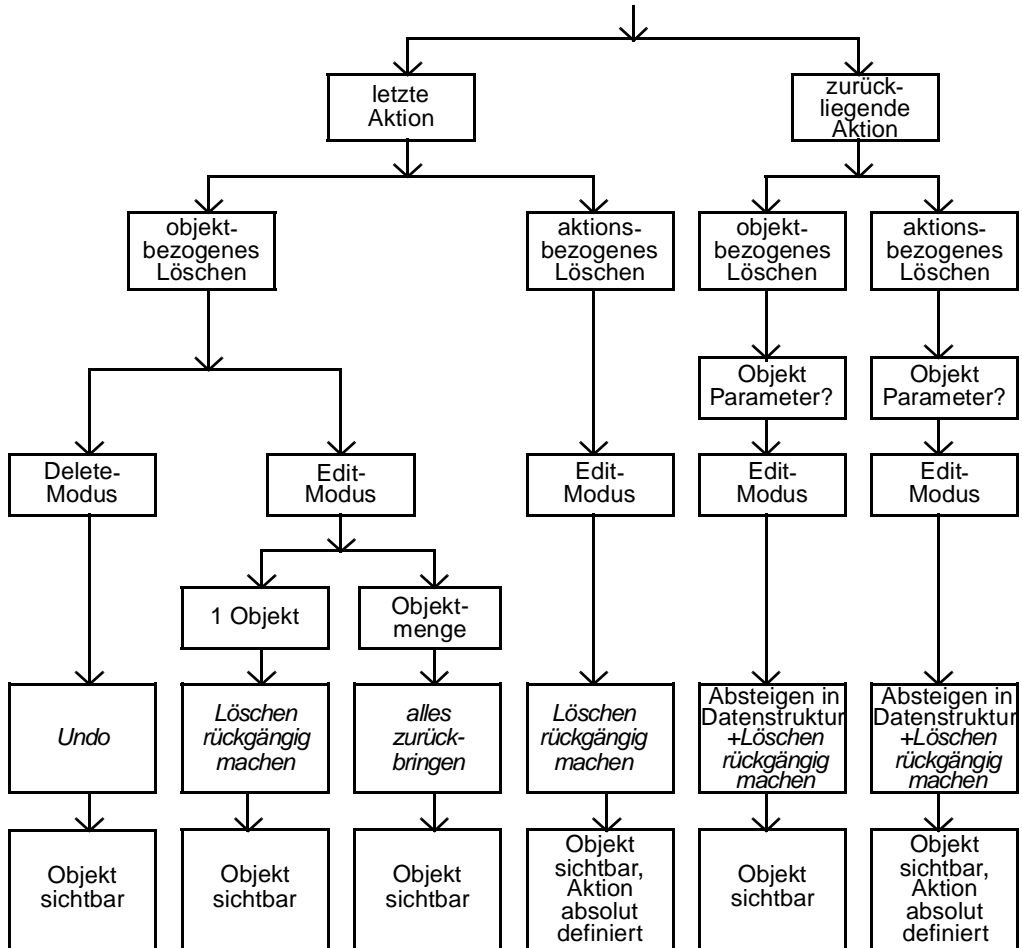 letzte
Aktion
zurück-
liegende
Aktion
objekt-
bezogenes
Löschen
aktions-
bezogenes
Löschen
objekt-
bezogenes
Löschen
aktions-
bezogenes
Löschen
Objekt
Parameter?
Objekt
Parameter?
Delete-
Modus
Edit-
Modus
Edit-
Modus
Edit-
Modus
Edit-
Modus
1 Objekt
Objekt-
menge
Undo
Löschen
rückgängig
machen
alles
zurück-
bringen
Löschen
rückgängig
machen
Absteigen in
Datenstruktur
+Löschen
rückgängig
machen
Absteigen in
Datenstruktur
+Löschen
rückgängig
machen
Objekt
sichtbar
Objekt
sichtbar
Objekt
sichtbar
Objekt
sichtbar,
Aktion
absolut
definiert
Objekt
sichtbar
Objekt
sichtbar,
Aktion
absolut
definiert